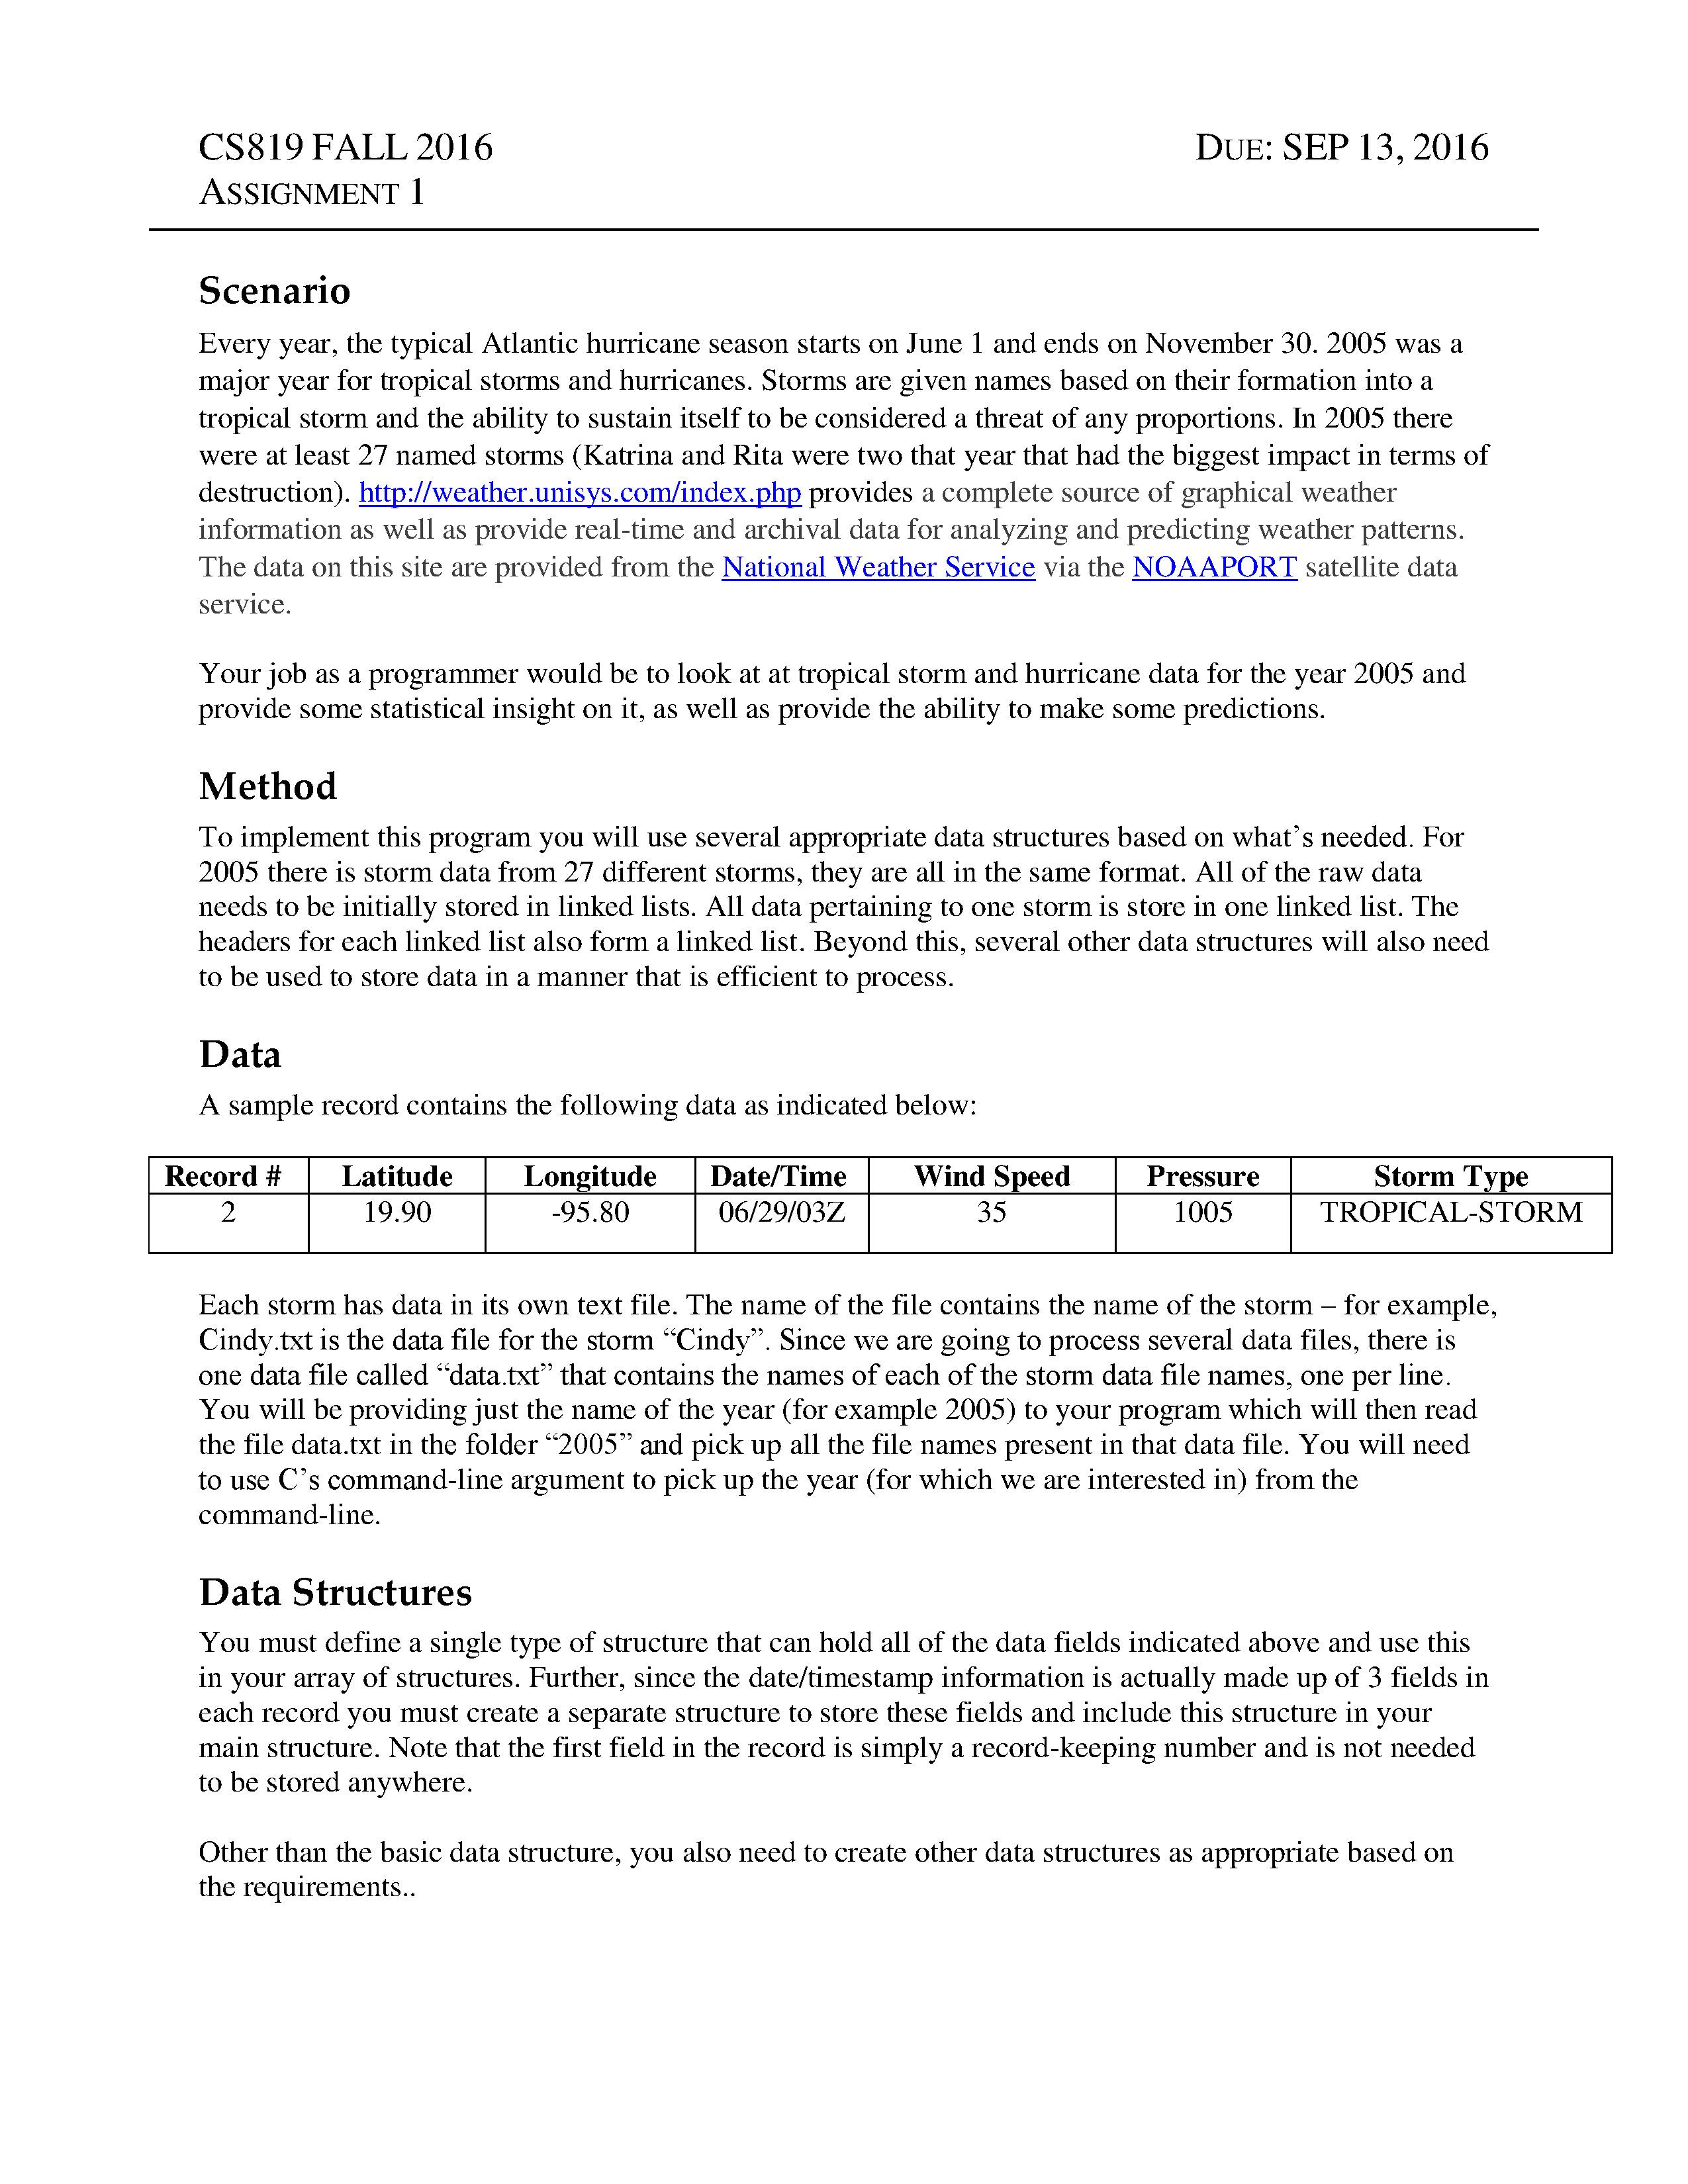 CS819 FALL 2016 DUE: SEP 13, 2016
ASSIGNMENT 1
Scenario
Every year, the typical Atlantic hurricane season starts on June 1 and ends on November 30. 2005 was a
major year for tropical storms and hurricanes. Storms are given names based on their formation into a
tropical storm and the ability to sustain itself to be considered a threat of any proportions. In 2005 there
were at least 27 named storms (Katrina and Rita were two that year that had the biggest impact in terms of
destruction). http://weather.unisys.com/index.php provides a complete source of graphical weather
information as well as provide real-time and archival data for analyzing and predicting weather patterns.
The data on this site are provided from the National Weather Service via the NOAAPORT satellite data
service.
Your job as a programmer would be to look at at tropical storm and hurricane data for the year 2005 and
provide some statistical insight on it, as well as provide the ability to make some predictions.
Method
To implement this program you will use several appropriate data structures based on what’s needed. For
2005 there is storm data from 27 different storms, they are all in the same format. All of the raw data
needs to be initially stored in linked lists. All data pertaining to one storm is store in one linked list. The
headers for each linked list also form a linked list. Beyond this, several other data structures will also need
to be used to store data in a manner that is efficient to process.
Data
A sample record contains the following data as indicated below:
Record # Latitude Longitude Date/Time Wind Speed Pressure Storm Type
2 19.90 -95.80 06/29/03Z 35 1005 TROPICAL-STORM
Each storm has data in its own text file. The name of the file contains the name of the storm – for example,
Cindy.txt is the data file for the storm “Cindy”. Since we are going to process several data files, there is
one data file called “data.txt” that contains the names of each of the storm data file names, one per line.
You will be providing just the name of the year (for example 2005) to your program which will then read
the file data.txt in the folder “2005” and pick up all the file names present in that data file. You will need
to use C’s command-line argument to pick up the year (for which we are interested in) from the
command-line.
Data Structures
You must define a single type of structure that can hold all of the data fields indicated above and use this
in your array of structures. Further, since the date/timestamp information is actually made up of 3 fields in
each record you must create a separate structure to store these fields and include this structure in your
main structure. Note that the first field in the record is simply a record-keeping number and is not needed
to be stored anywhere.
Other than the basic data structure, you also need to create other data structures as appropriate based on
the requirements..